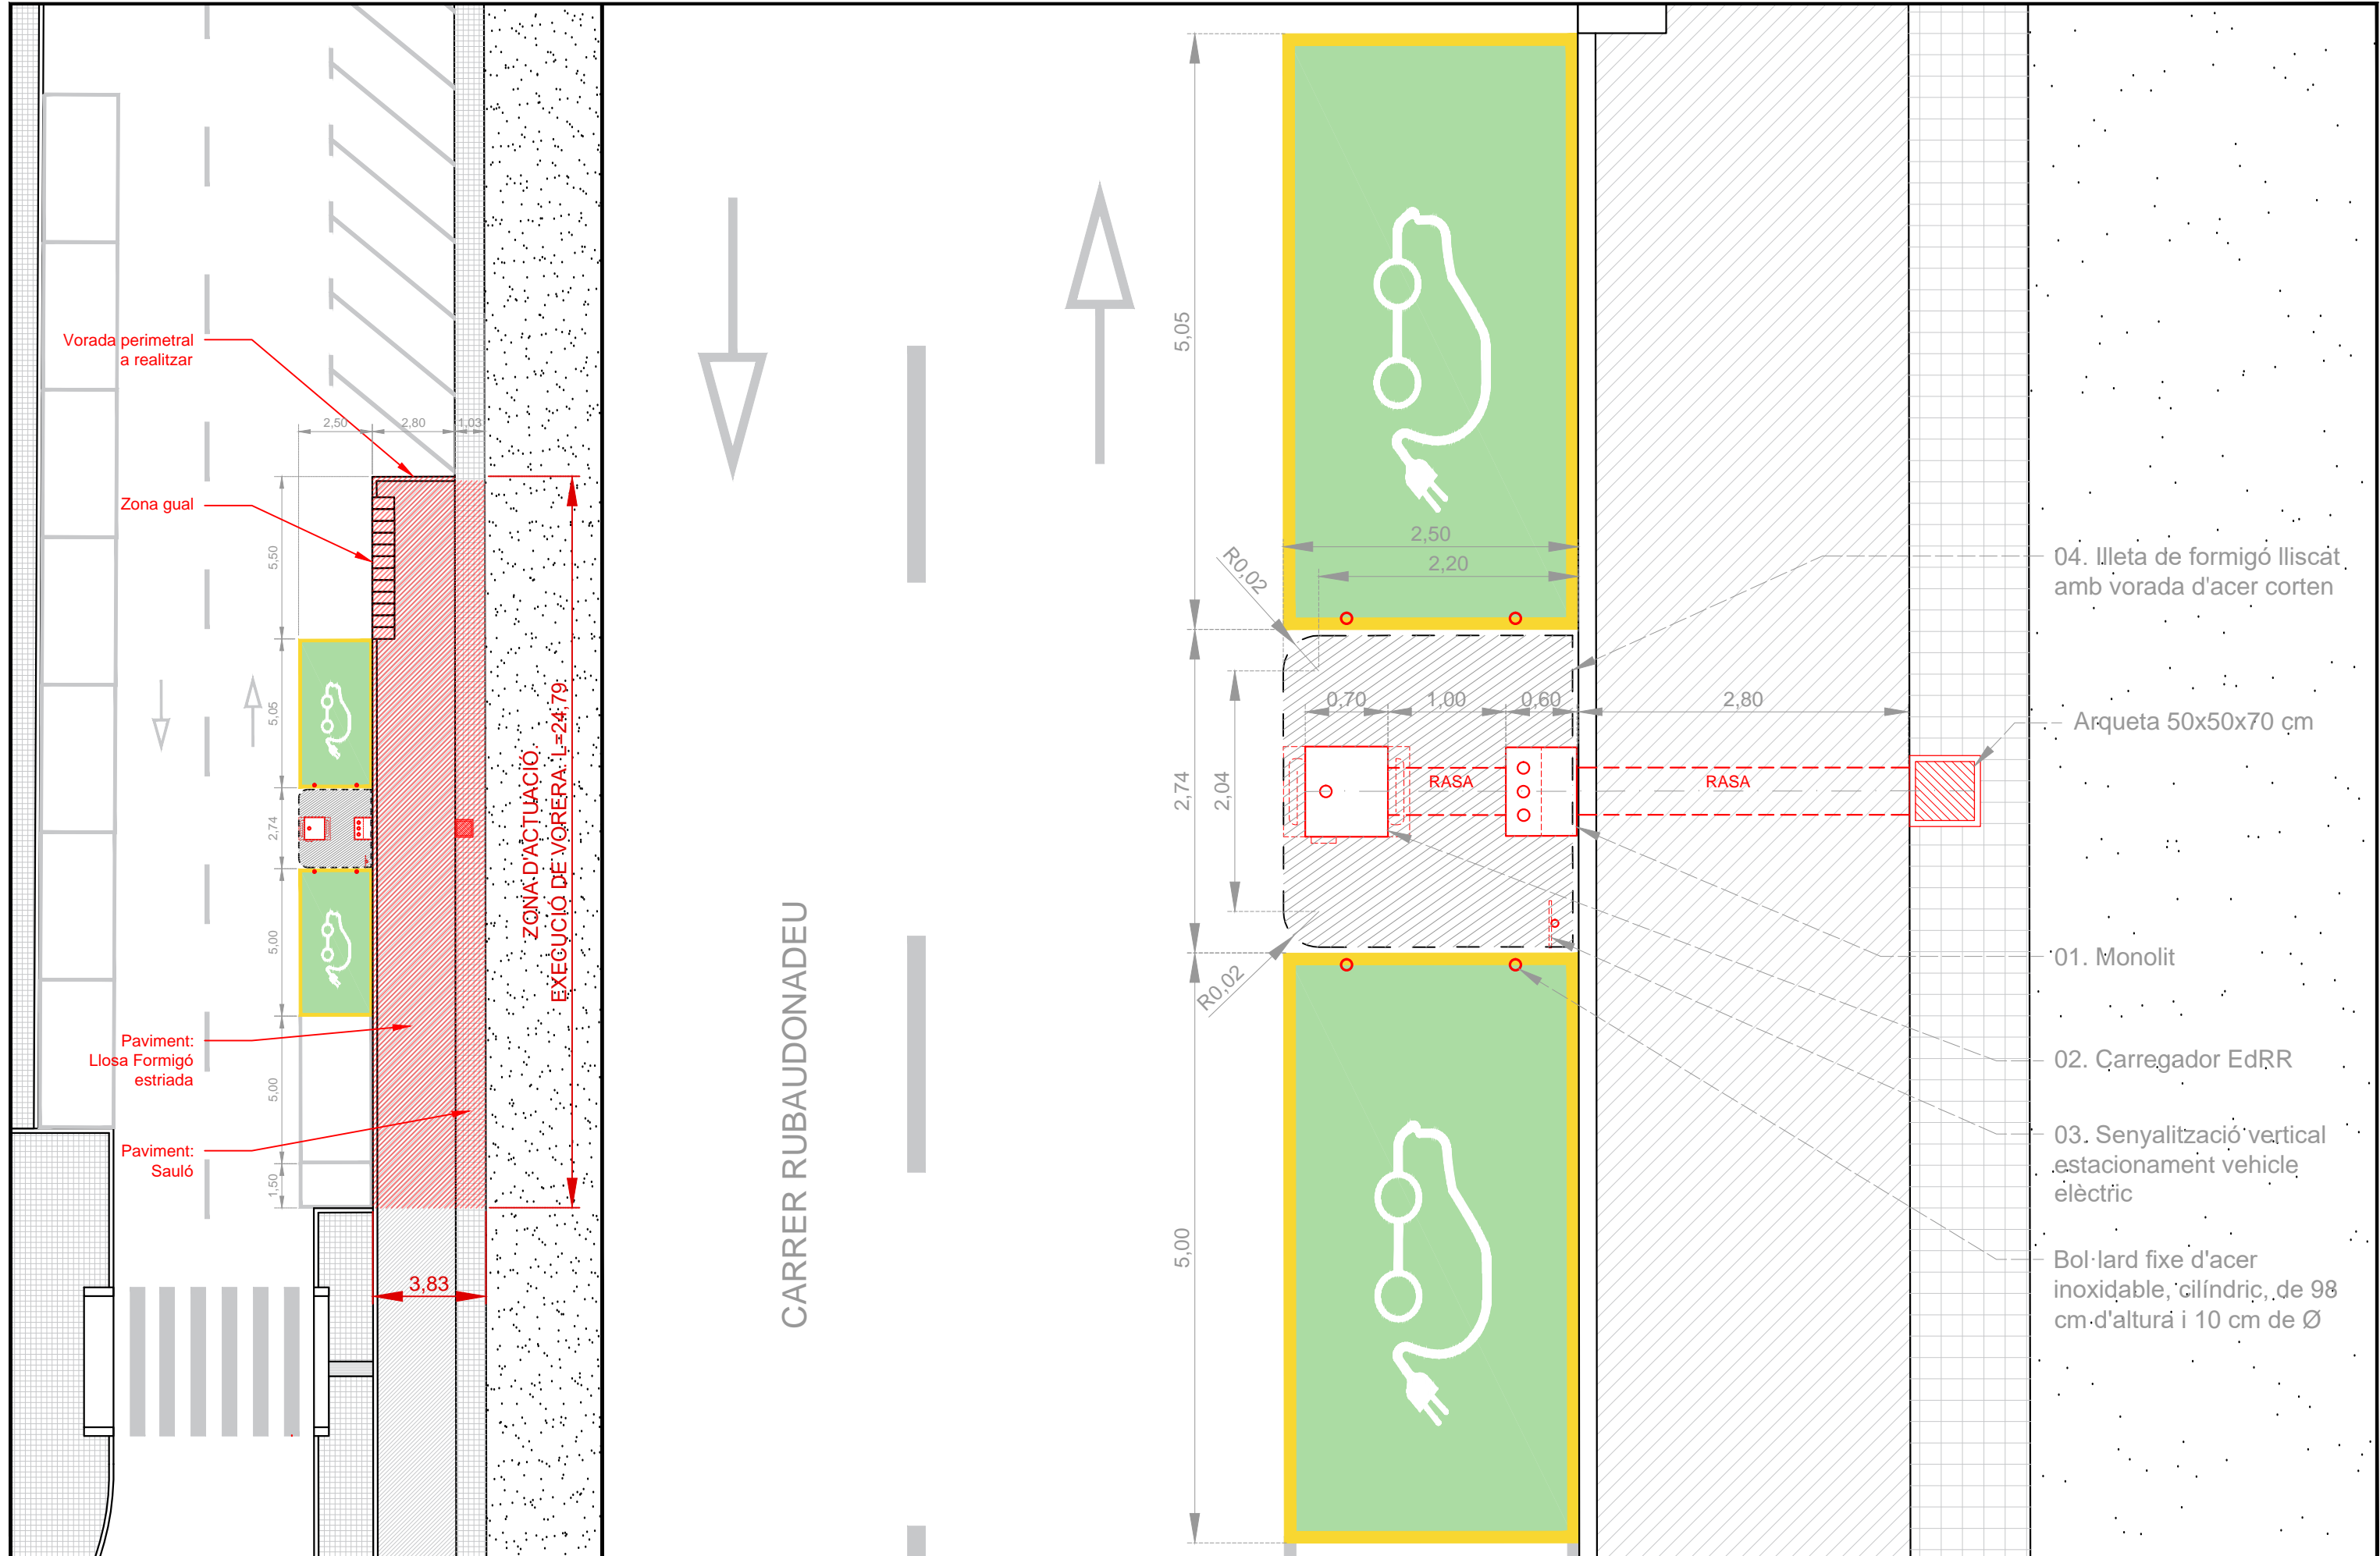 Vorada perimetral
a realitzar
2,50
2,80
1,03
Zona gual
5,50
5,05
2,74
5,00
5,00
1,50
ZONA D'ACTUACIÓ
EXECUCIÓ DE VORERA. L=24,79
Paviment:
Llosa Formigó
estriada
Paviment:
Sauló
3,83
CARRER RUBAUDONADEU
5,05
2,50
2,20
R0,02
0,70
1,00
0,60
2,80
RASA
RASA
2,74
2,04
R0,02
5,00
04. Illeta de formigó lliscat
amb vorada d'acer corten
Arqueta 50x50x70 cm
01. Monolit
02. Carregador EdRR
03. Senyalització vertical
estacionament vehicle
elèctric
Bol·lard fixe d'acer
inoxidable, cilíndric, de 98
cm d'altura i 10 cm de Ø